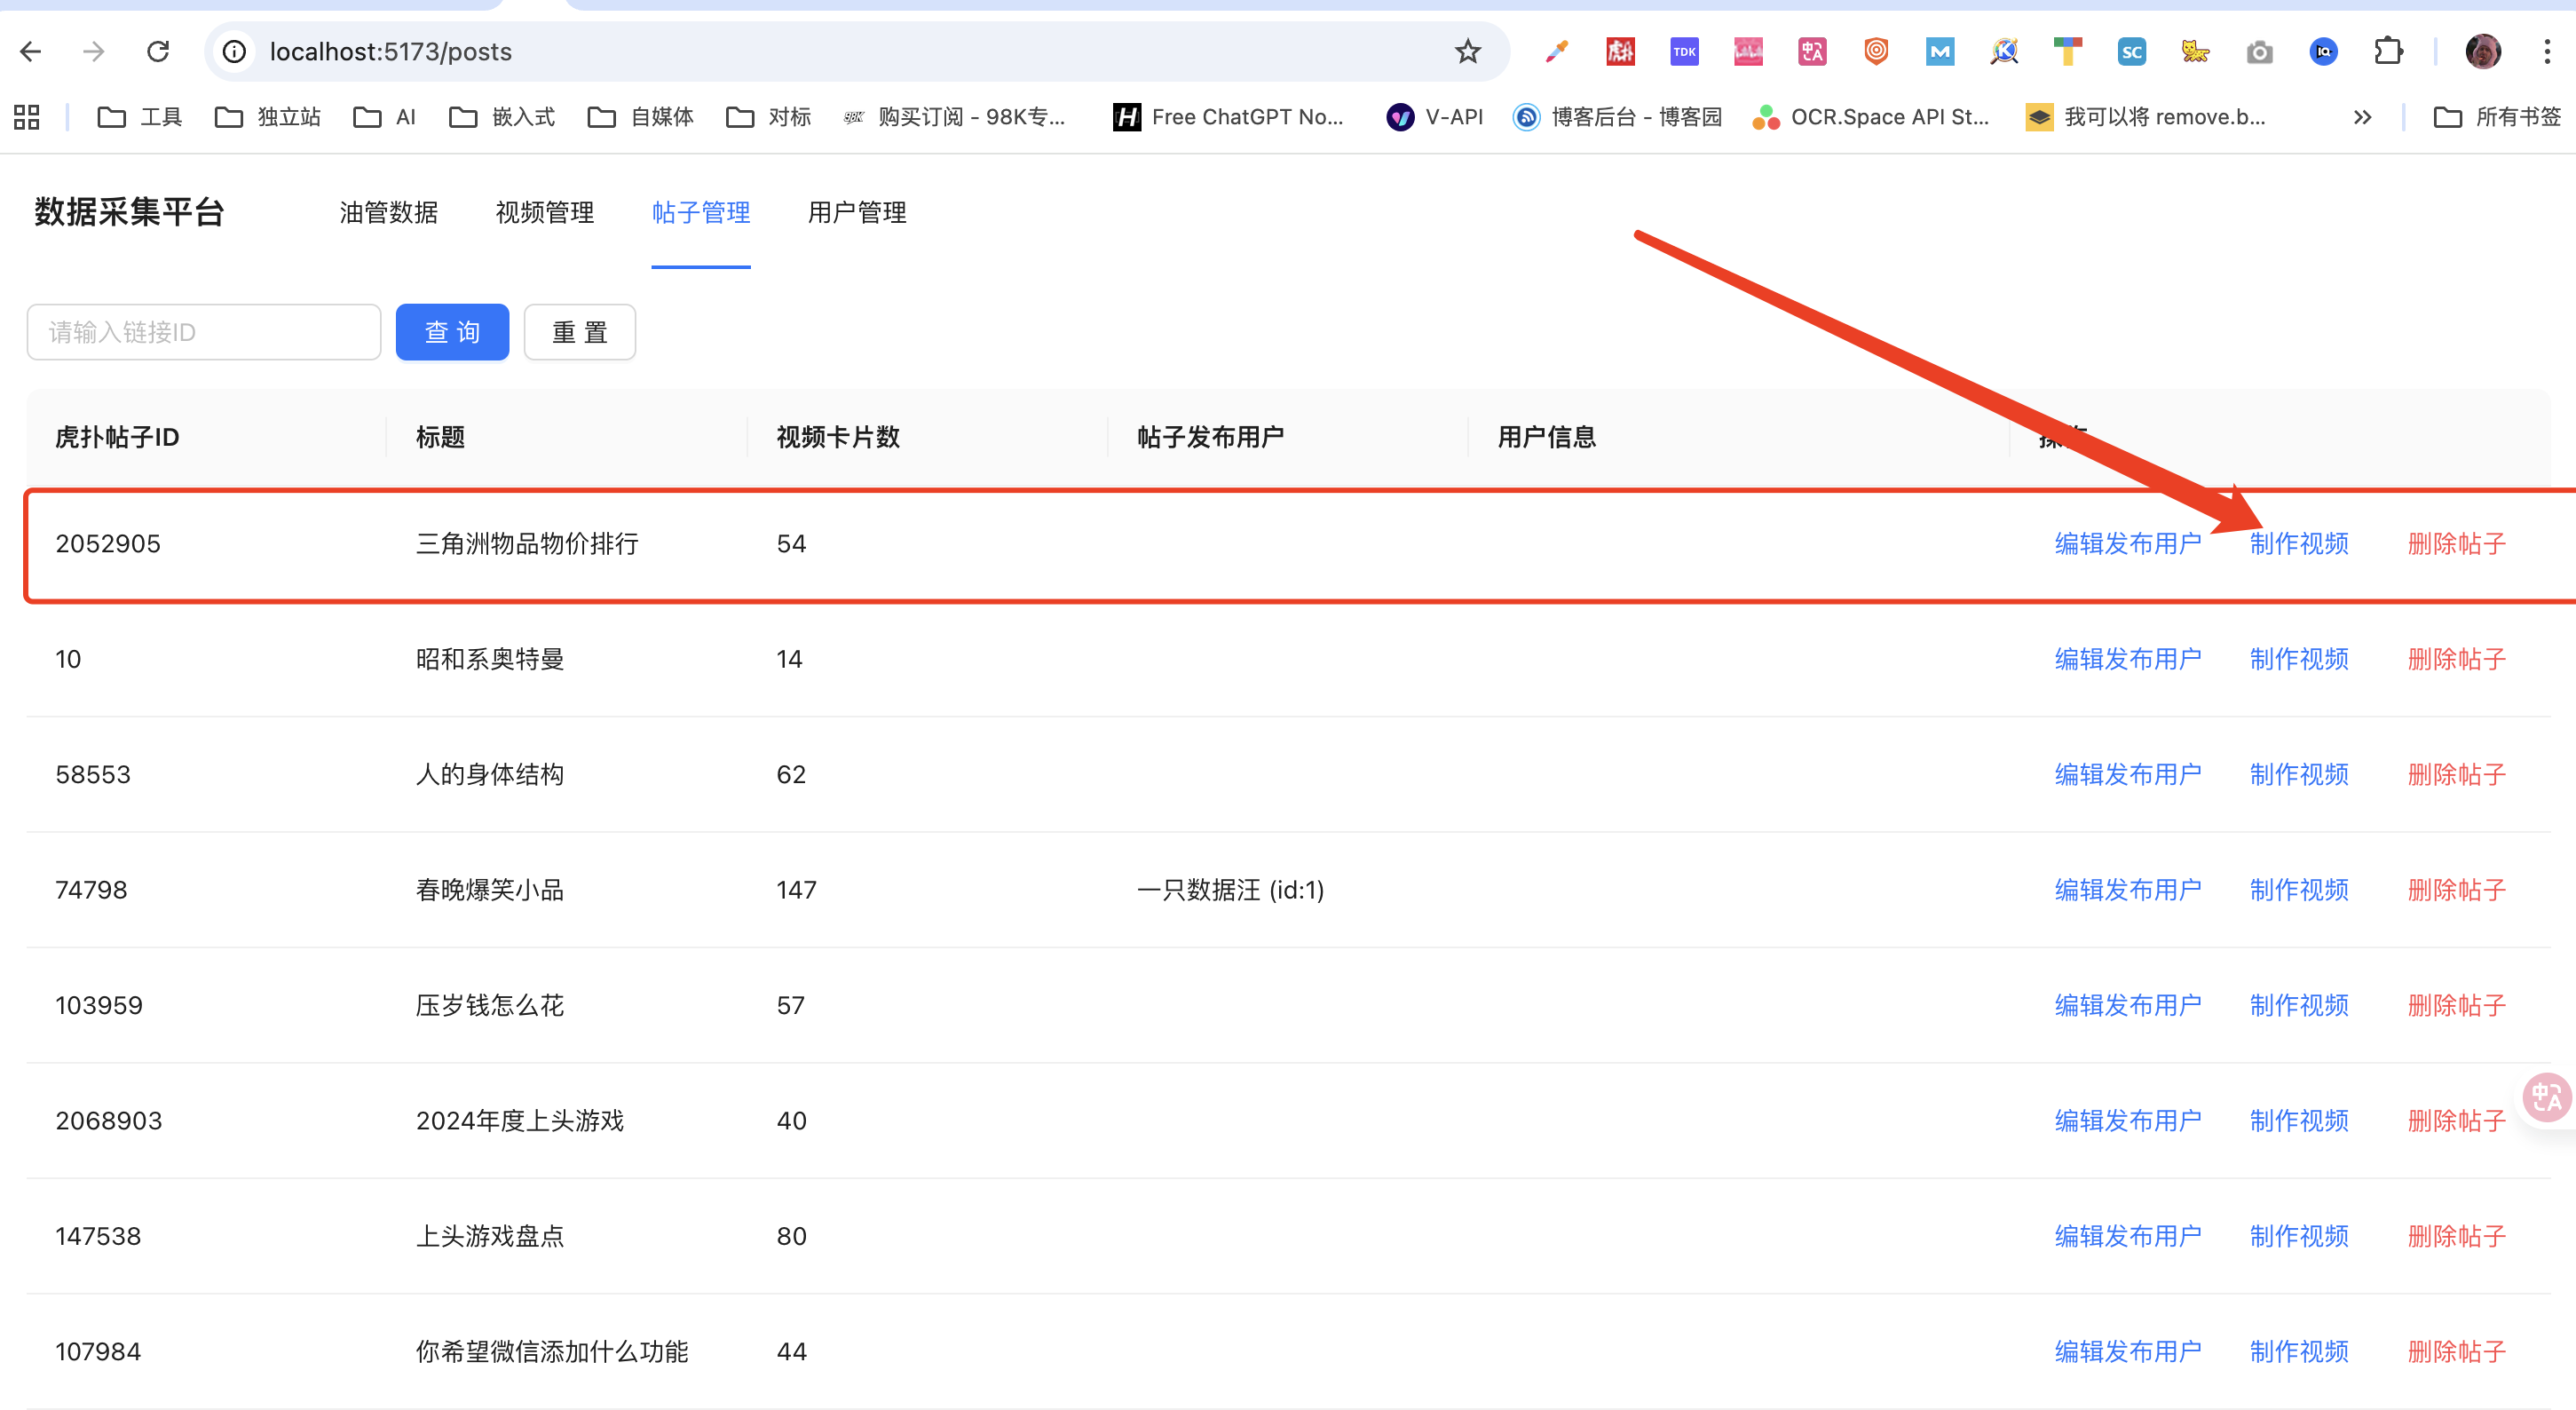 localhost:5173/posts
TDK
SC
工具 独立站 AI 嵌入式 自媒体 对标 购买订阅 - 98K专... Free ChatGPT No... V-API 博客后台 - 博客园 OCR.Space API St... 我可以将 remove.b... 所有书签
数据采集平台 油管数据 视频管理 帖子管理 用户管理
请输入链接ID 查 询 重 置
虎扑帖子ID 标题 视频卡片数 帖子发布用户 用户信息 操作
2052905 三角洲物品物价排行 54 编辑发布用户 制作视频 删除帖子
10 昭和系奥特曼 14 编辑发布用户 制作视频 删除帖子
58553 人的身体结构 62 编辑发布用户 制作视频 删除帖子
74798 春晚爆笑小品 147 一只数据汪 (id:1) 编辑发布用户 制作视频 删除帖子
103959 压岁钱怎么花 57 编辑发布用户 制作视频 删除帖子
2068903 2024年度上头游戏 40 编辑发布用户 制作视频 删除帖子
147538 上头游戏盘点 80 编辑发布用户 制作视频 删除帖子
107984 你希望微信添加什么功能 44 编辑发布用户 制作视频 删除帖子